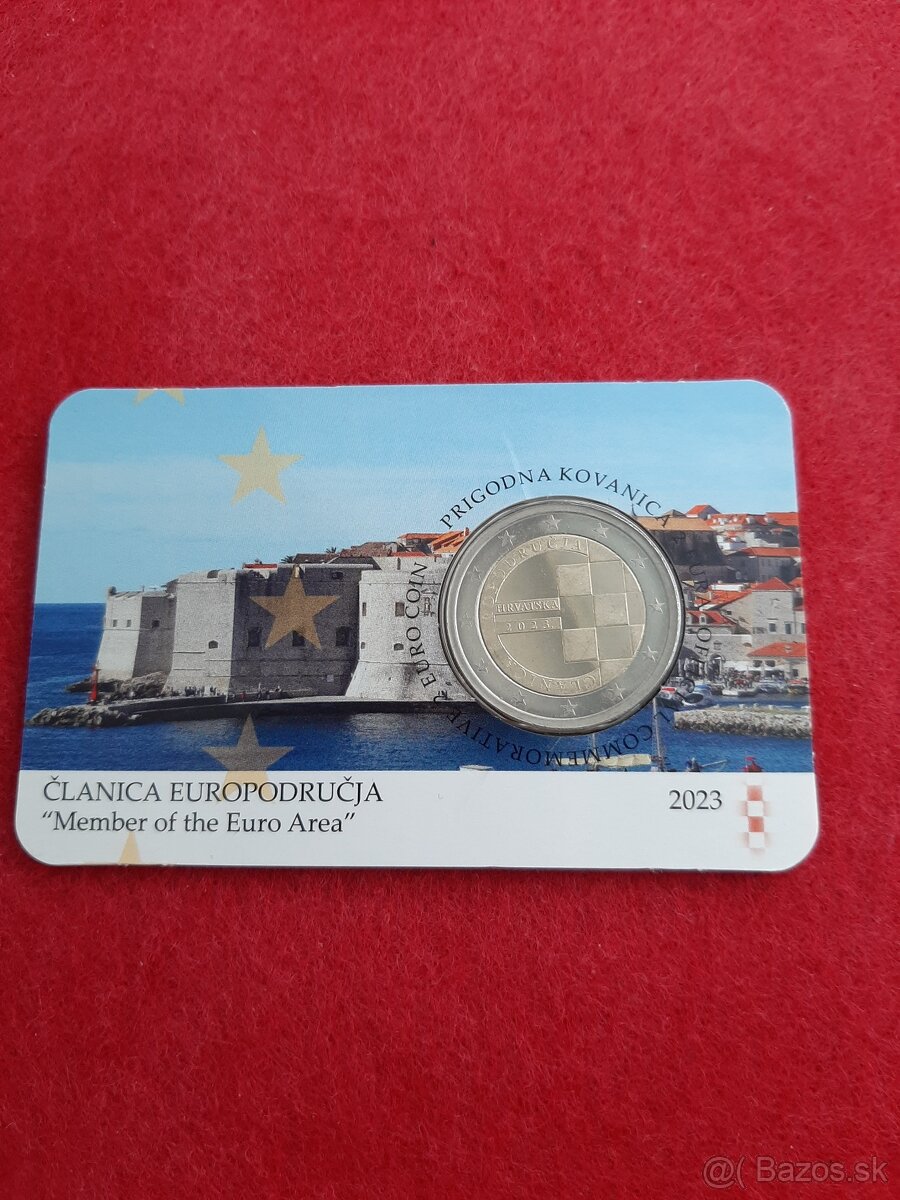 PRIGODNA KOVANICA
COMMEMORATIVE
EURO COIN
HRVATSKA
2023.
ČLANICA EUROPODRUČJA
"Member of the Euro Area"
2023
@( Bazos.sk